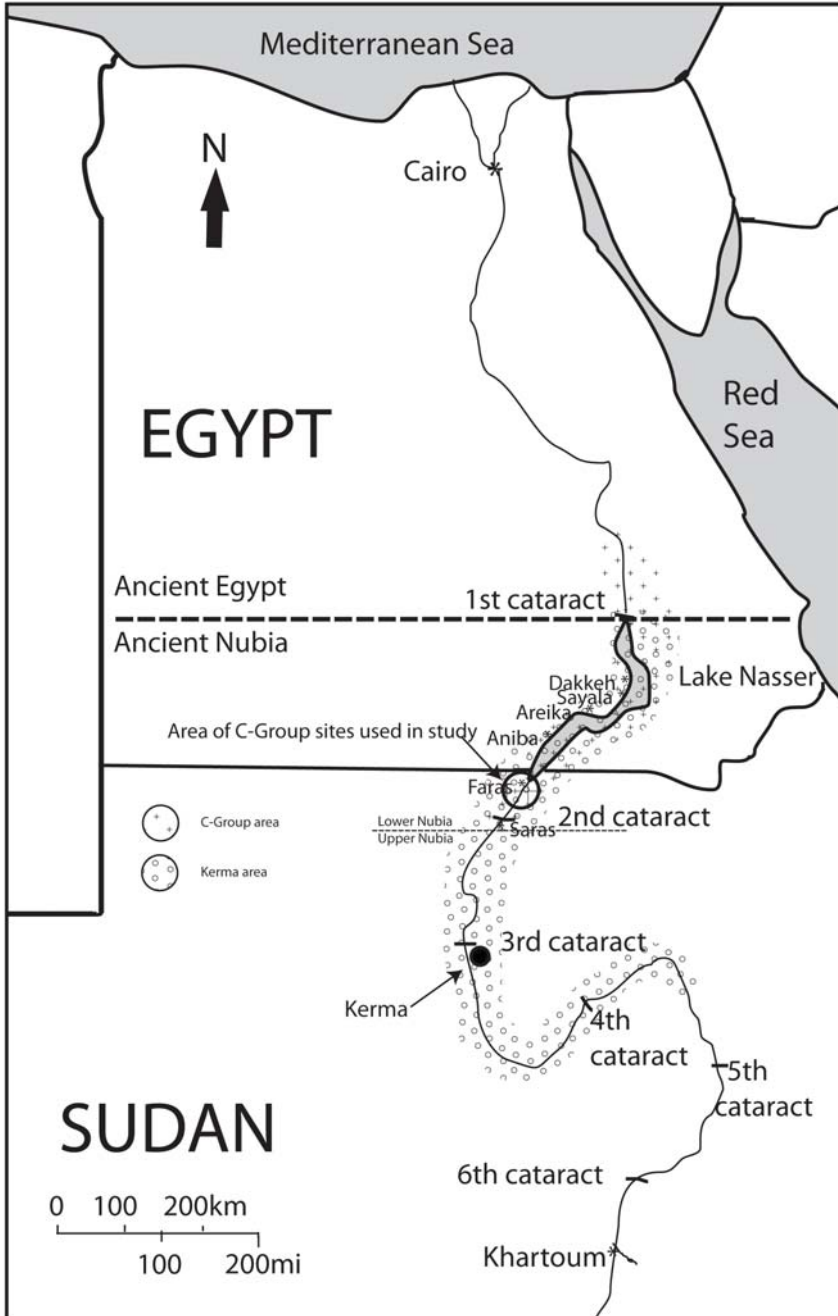 Mediterranean Sea
N
Cairo
Red
Sea
EGYPT
Ancient Egypt
1st cataract
Ancient Nubia
Dakkeh
Lake Nasser
Sayala
Areika
Area of C-Group sites used in study
Aniba
Faras
C-Group area
Lower Nubia
2nd cataract
Saras
Upper Nubia
Kerma area
3rd cataract
Kerma
4th
cataract
5th
cataract
SUDAN
6th cataract
0 100 200km
100 200mi
Khartoum